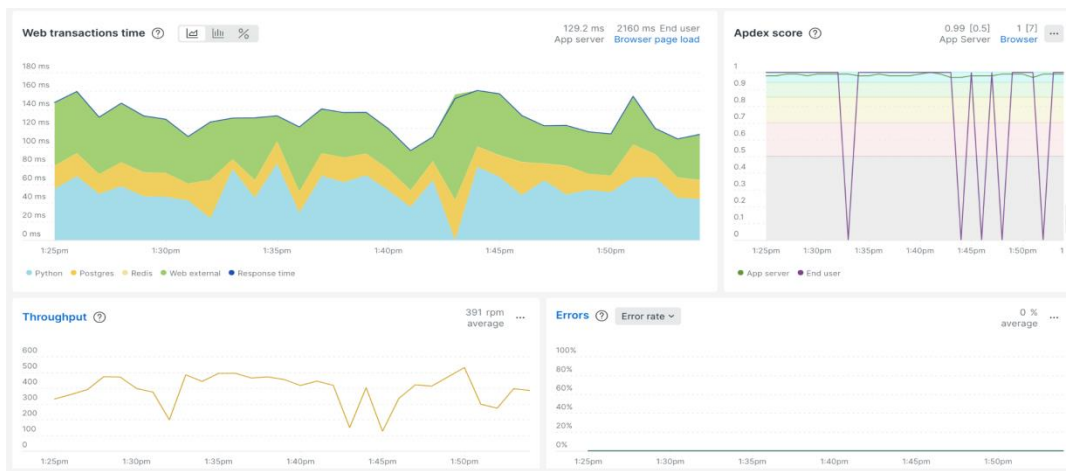 Web transactions time ?
%
129.2 ms 2160 ms End user
App server Browser page load
180 ms
160 ms
140 ms
120 ms
100 ms
80 ms
60 ms
40 ms
20 ms
0 ms
1:25pm 1:30pm 1:35pm 1:40pm 1:45pm 1:50pm
Python Postgres Redis Web external Response time
Apdex score ?
0.99 [0.5] 1 [7]
App Server Browser
...
1
0.9
0.8
0.7
0.6
0.5
0.4
0.3
0.2
0.1
0
1:25pm 1:30pm 1:35pm 1:40pm 1:45pm 1:50pm 1
App server End user
Throughput ?
391 rpm
average
...
600
500
400
300
200
100
0
1:25pm 1:30pm 1:35pm 1:40pm 1:45pm 1:50pm
Errors ? Error rate
0 %
average
...
100%
80%
60%
40%
20%
0%
1:25pm 1:30pm 1:35pm 1:40pm 1:45pm 1:50pm